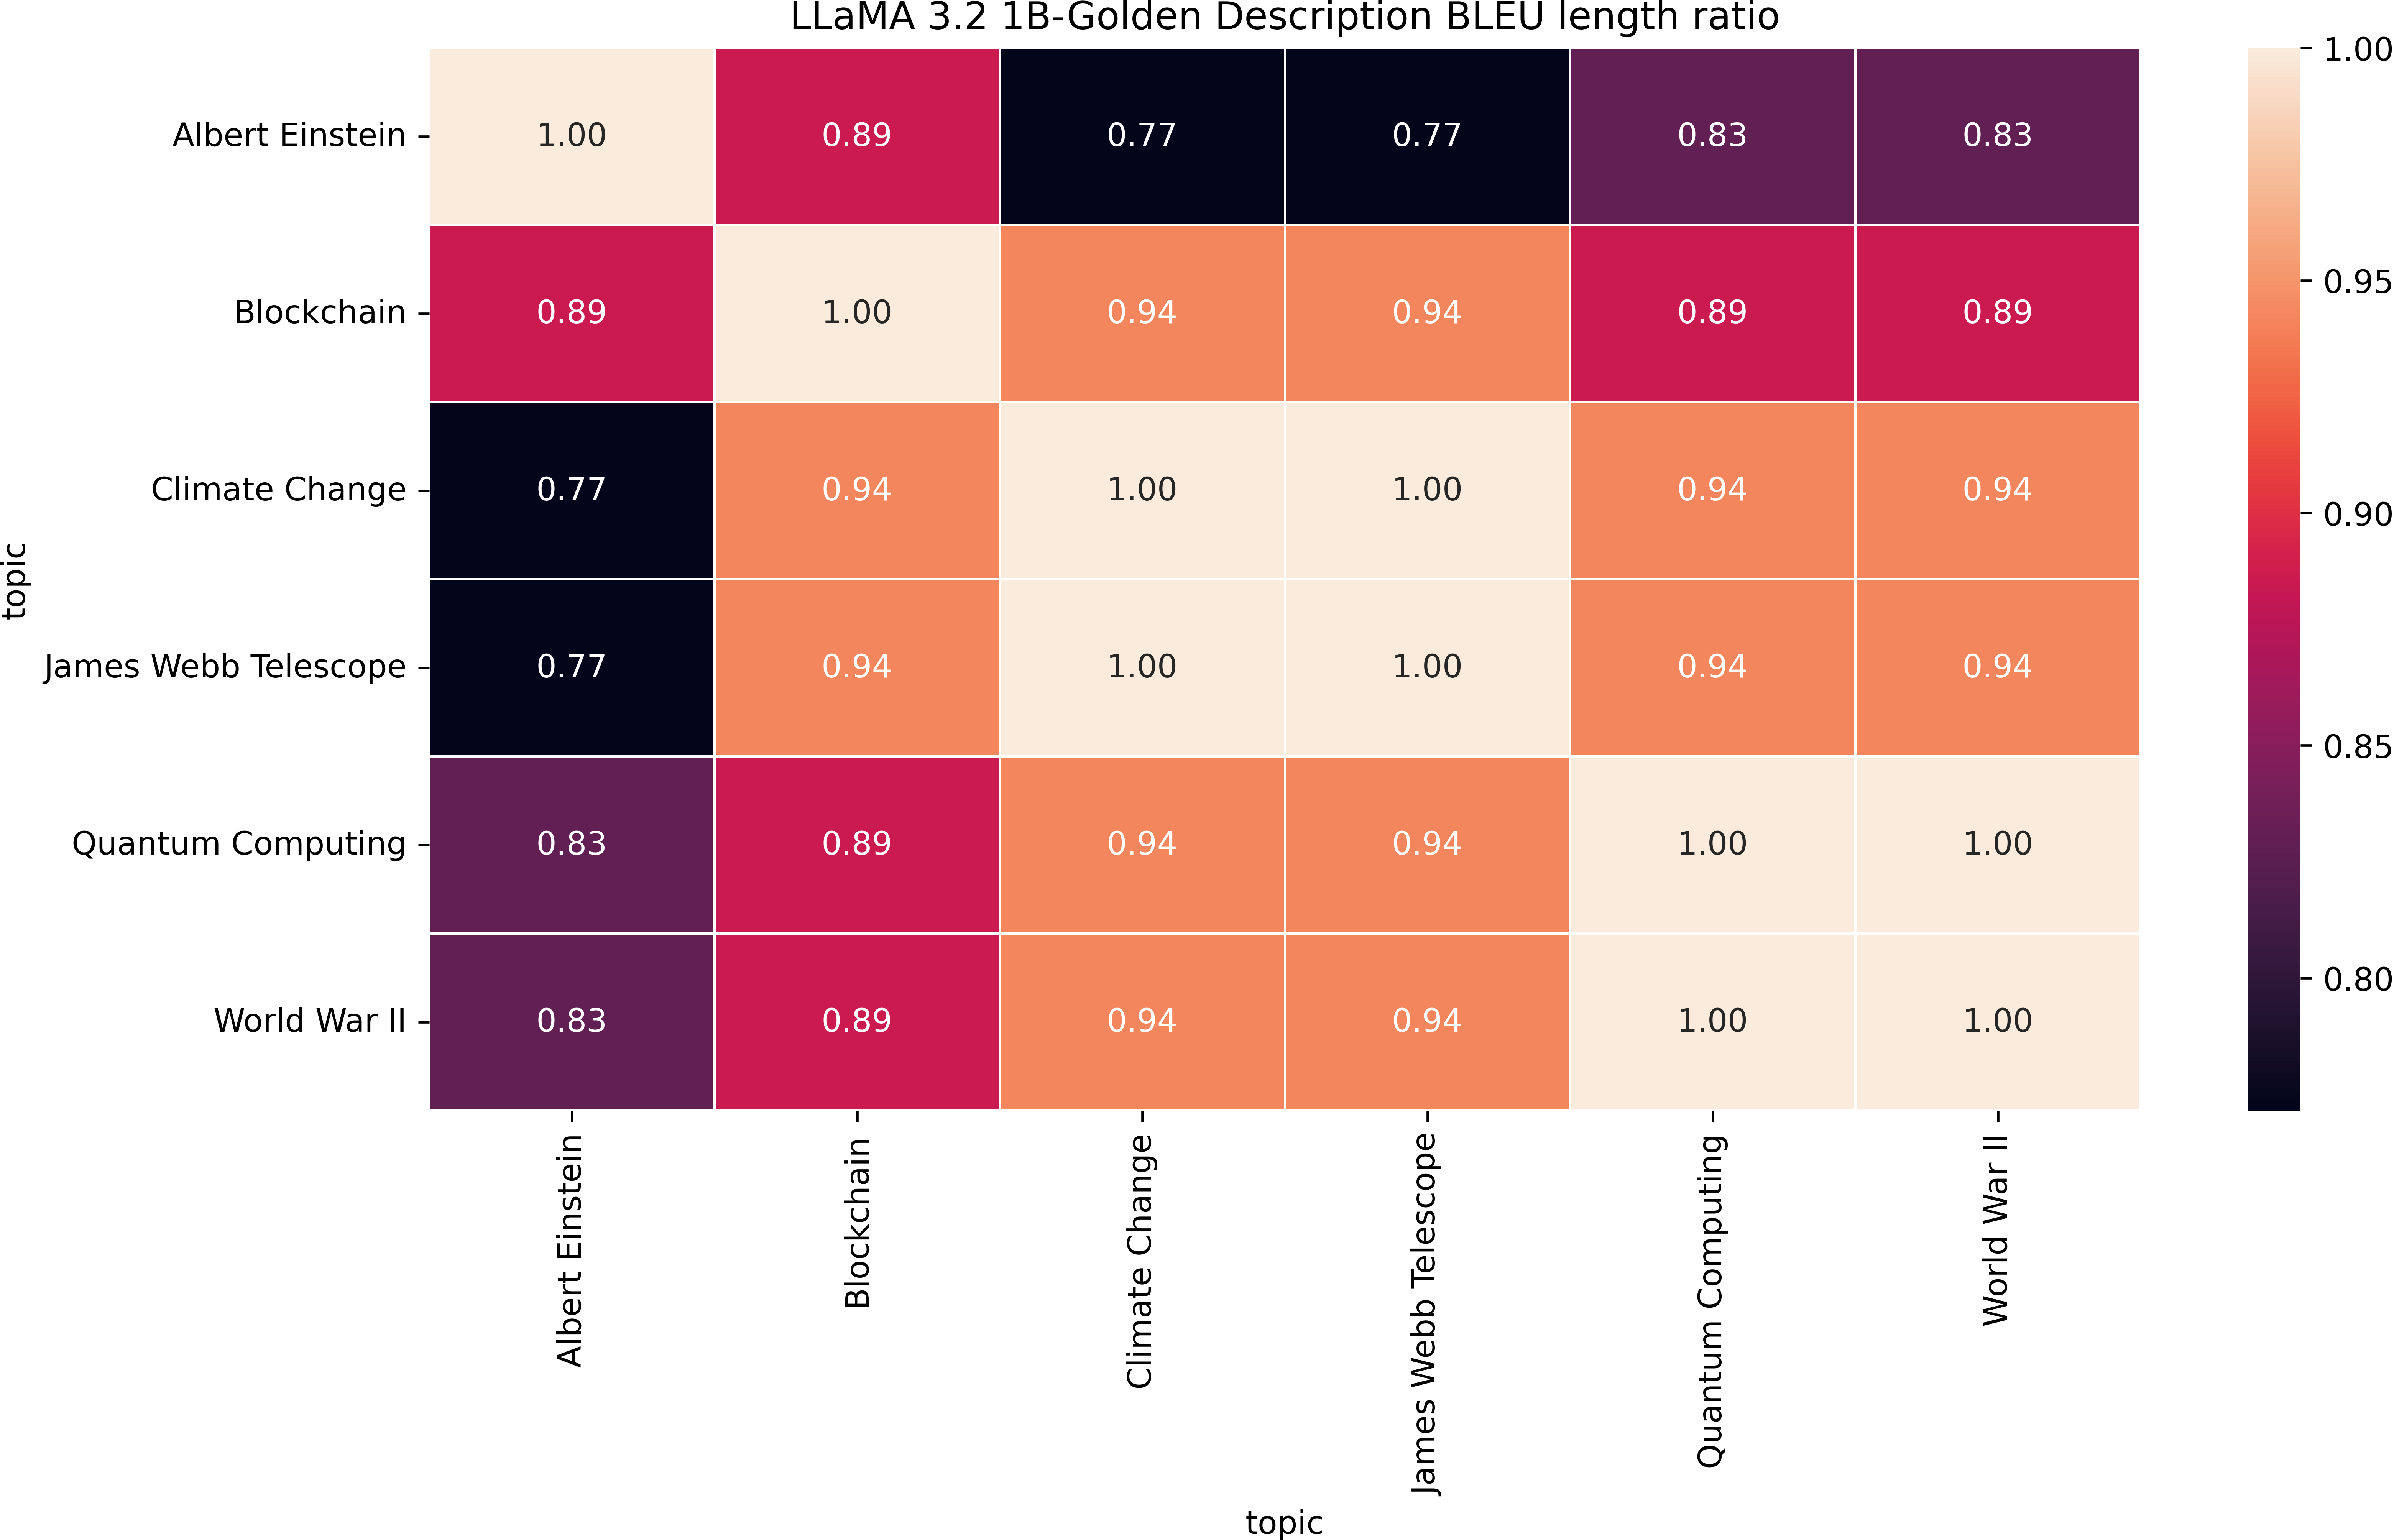 LLaMA 3.2 1B-Golden Description BLEU length ratio
topic
Albert Einstein 1.00 0.89 0.77 0.77 0.83 0.83
Blockchain 0.89 1.00 0.94 0.94 0.89 0.89
Climate Change 0.77 0.94 1.00 1.00 0.94 0.94
James Webb Telescope 0.77 0.94 1.00 1.00 0.94 0.94
Quantum Computing 0.83 0.89 0.94 0.94 1.00 1.00
World War II 0.83 0.89 0.94 0.94 1.00 1.00
Albert Einstein
Blockchain
Climate Change
James Webb Telescope
Quantum Computing
World War II
topic
1.00
0.95
0.90
0.85
0.80